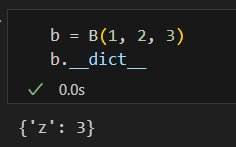 b = B(1, 2, 3)
b.__dict__
0.0s
{'z': 3}